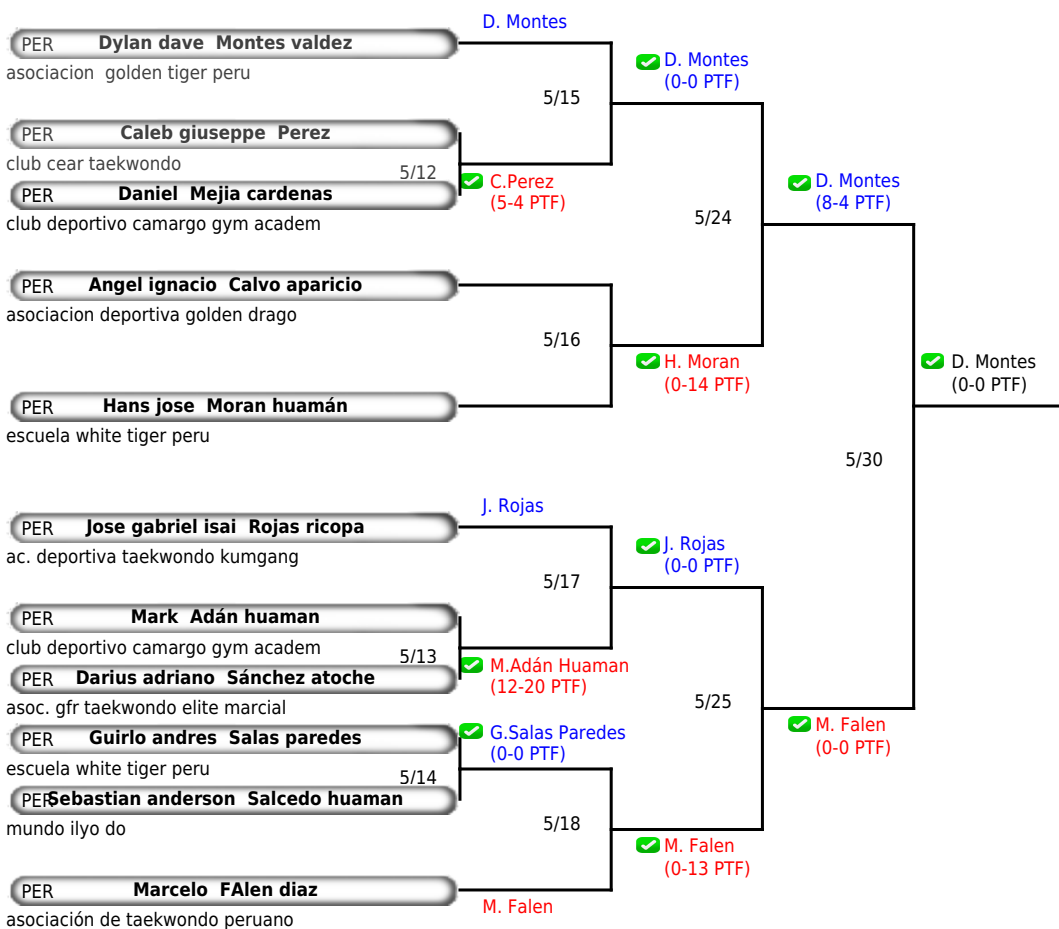 D. Montes
PER Dylan dave Montes valdez
asociacion golden tiger peru
D. Montes
(0-0 PTF)
5/15
PER Caleb giuseppe Perez
club cear taekwondo
5/12
C.Perez
(5-4 PTF)
PER Daniel Mejia cardenas
club deportivo camargo gym academ
D. Montes
(8-4 PTF)
5/24
PER Angel ignacio Calvo aparicio
asociacion deportiva golden drago
5/16
H. Moran
(0-14 PTF)
D. Montes
(0-0 PTF)
PER Hans jose Moran huamán
escuela white tiger peru
5/30
J. Rojas
PER Jose gabriel isai Rojas ricopa
ac. deportiva taekwondo kumgang
J. Rojas
(0-0 PTF)
5/17
PER Mark Adán huaman
club deportivo camargo gym academ
5/13
M.Adán Huaman
(12-20 PTF)
PER Darius adriano Sánchez atoche
asoc. gfr taekwondo elite marcial
5/25
M. Falen
(0-0 PTF)
PER Guirlo andres Salas paredes
G.Salas Paredes
(0-0 PTF)
escuela white tiger peru
5/14
PER Sebastian anderson Salcedo huaman
mundo ilyo do
5/18
M. Falen
(0-13 PTF)
PER Marcelo FAlen diaz
M. Falen
asociación de taekwondo peruano